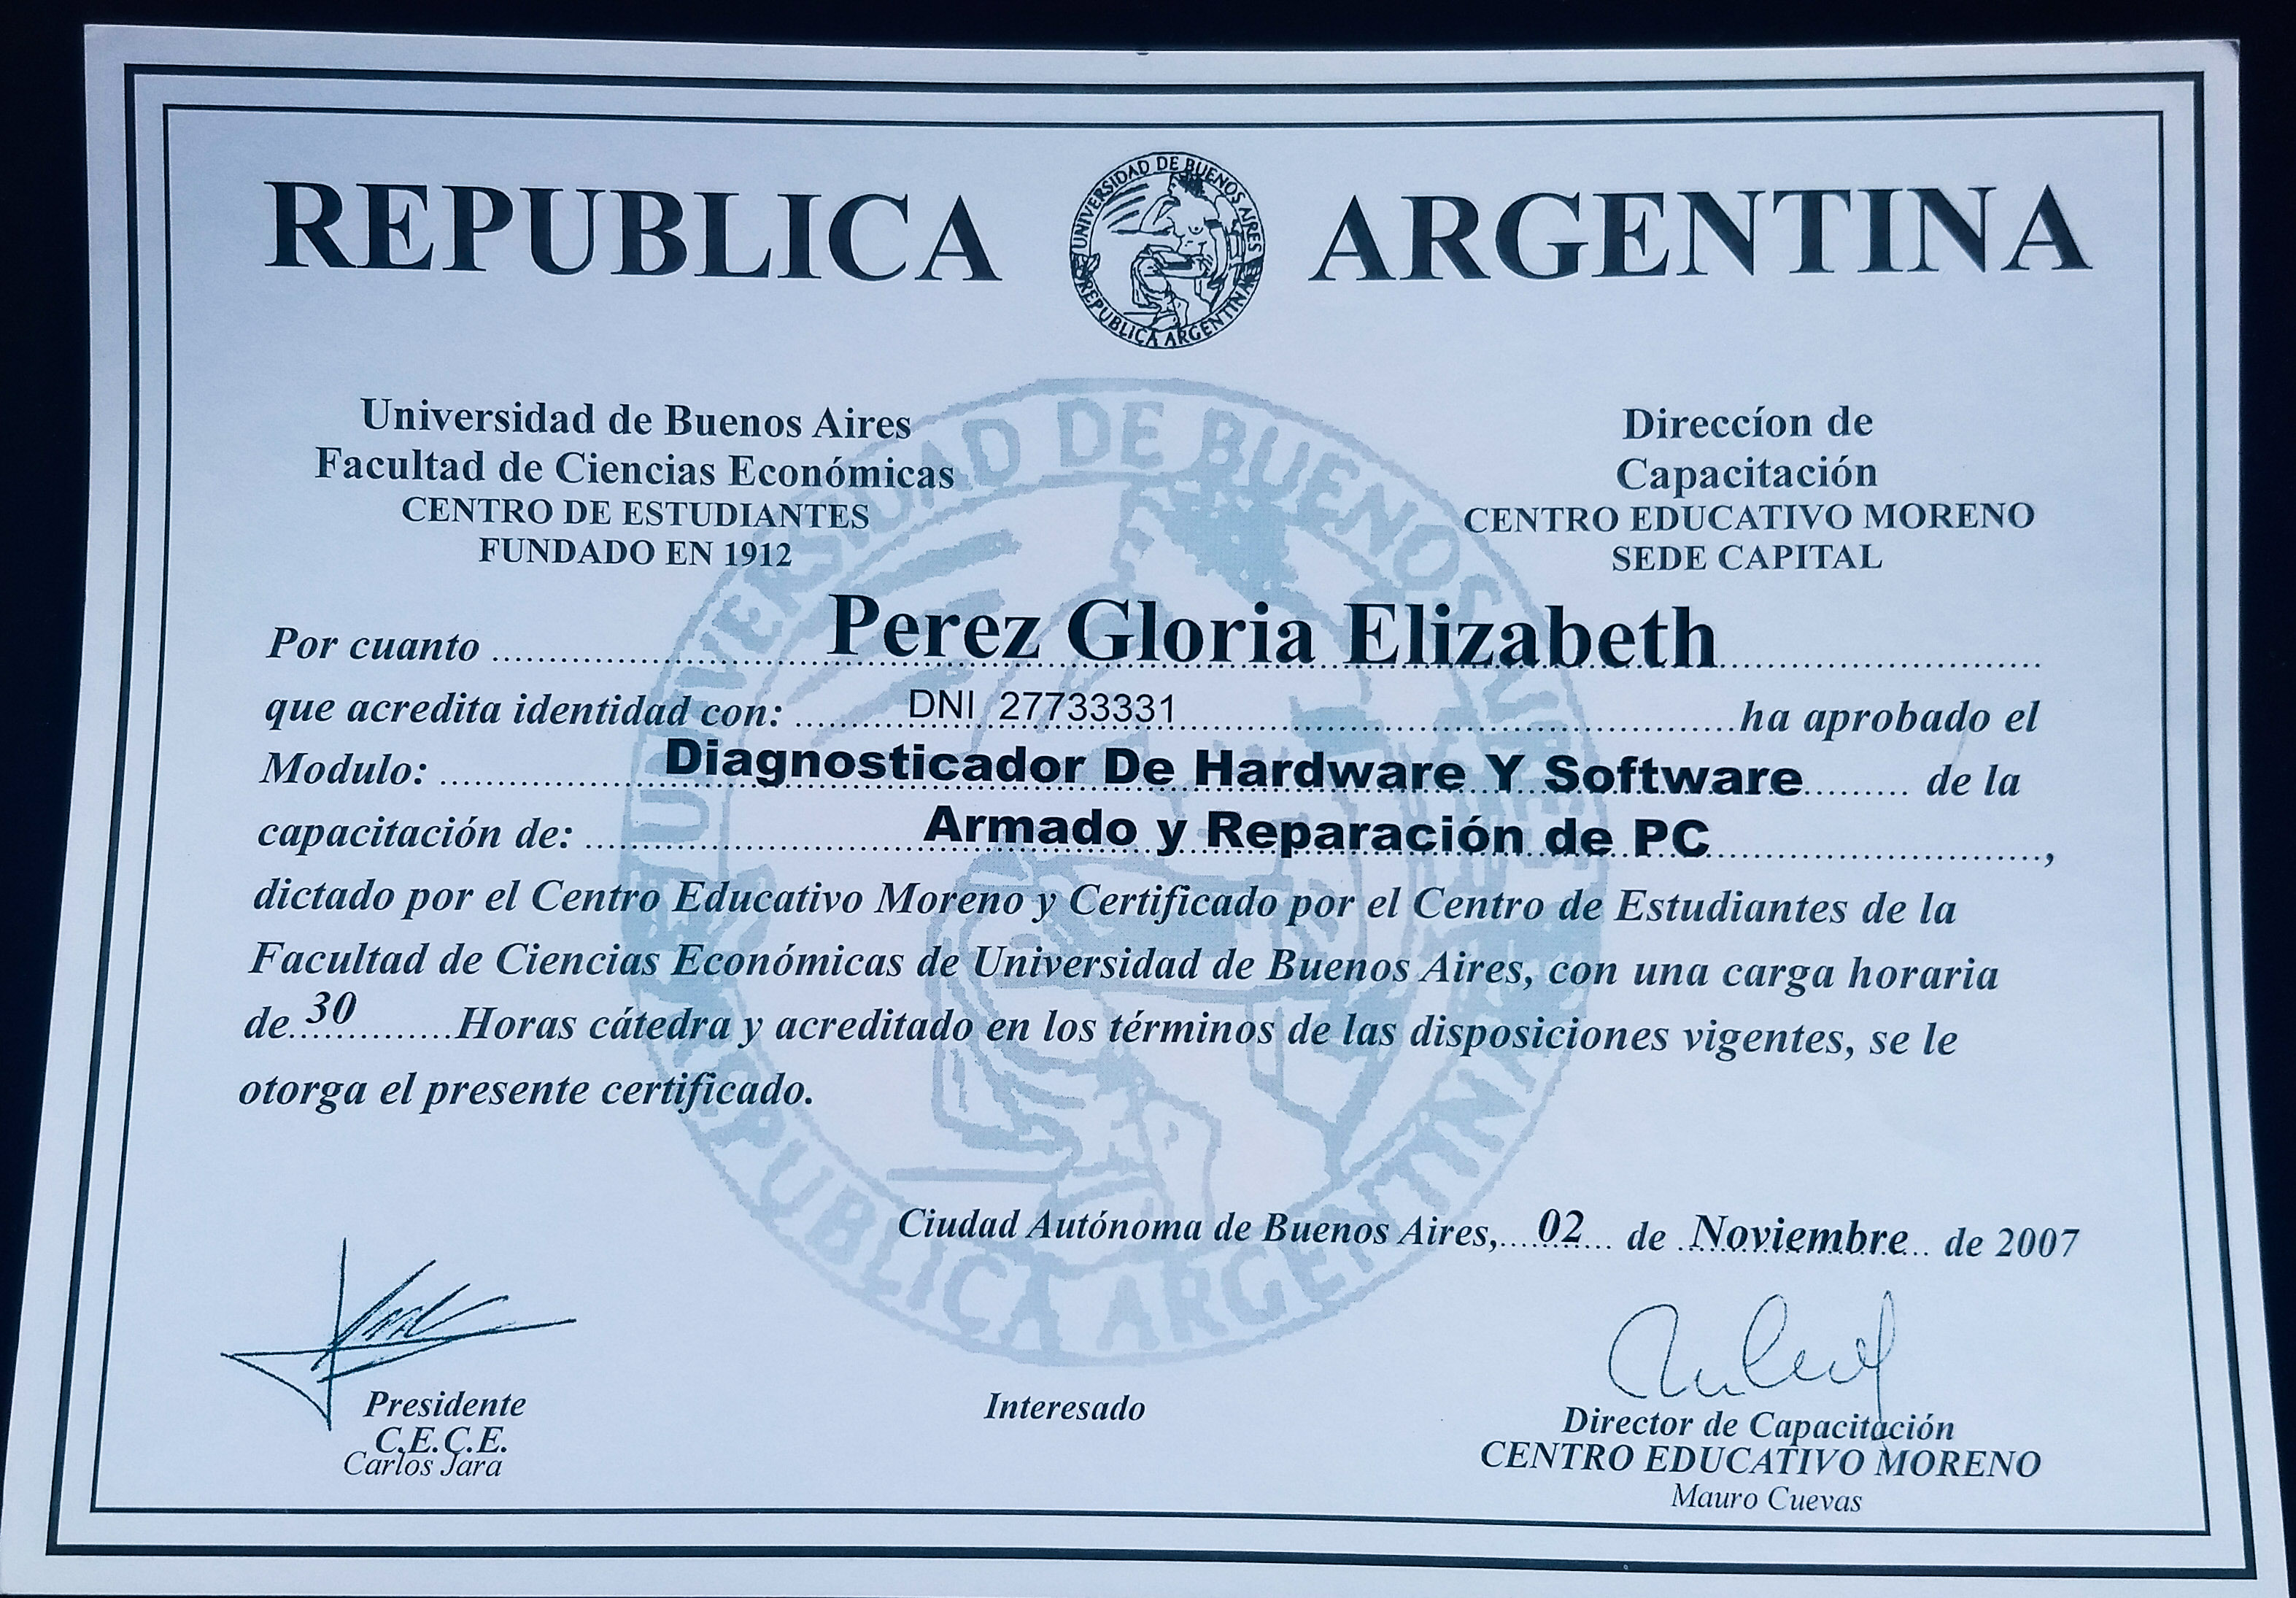 REPUBLICA ARGENTINA
UNIVERSIDAD DE BUENOS AIRES
REPUBLICA ARGENTINA
Universidad de Buenos Aires
Facultad de Ciencias Económicas
CENTRO DE ESTUDIANTES
FUNDADO EN 1912
Direccíon de
Capacitación
CENTRO EDUCATIVO MORENO
SEDE CAPITAL
UNIVERSIDAD DE BUENOS AIRES
REPUBLICA ARGENTINA
Por cuanto Perez Gloria Elizabeth
que acredita identidad con: DNI 27733331 ha aprobado el
Modulo: Diagnosticador De Hardware Y Software de la
capacitación de: Armado y Reparación de PC,
dictado por el Centro Educativo Moreno y Certificado por el Centro de Estudiantes de la
Facultad de Ciencias Económicas de Universidad de Buenos Aires, con una carga horaria
de 30 Horas cátedra y acreditado en los términos de las disposiciones vigentes, se le
otorga el presente certificado.
Ciudad Autónoma de Buenos Aires, 02 de Noviembre de 2007
Presidente
C.E.C.E.
Carlos Jara
Interesado
Director de Capacitación
CENTRO EDUCATIVO MORENO
Mauro Cuevas